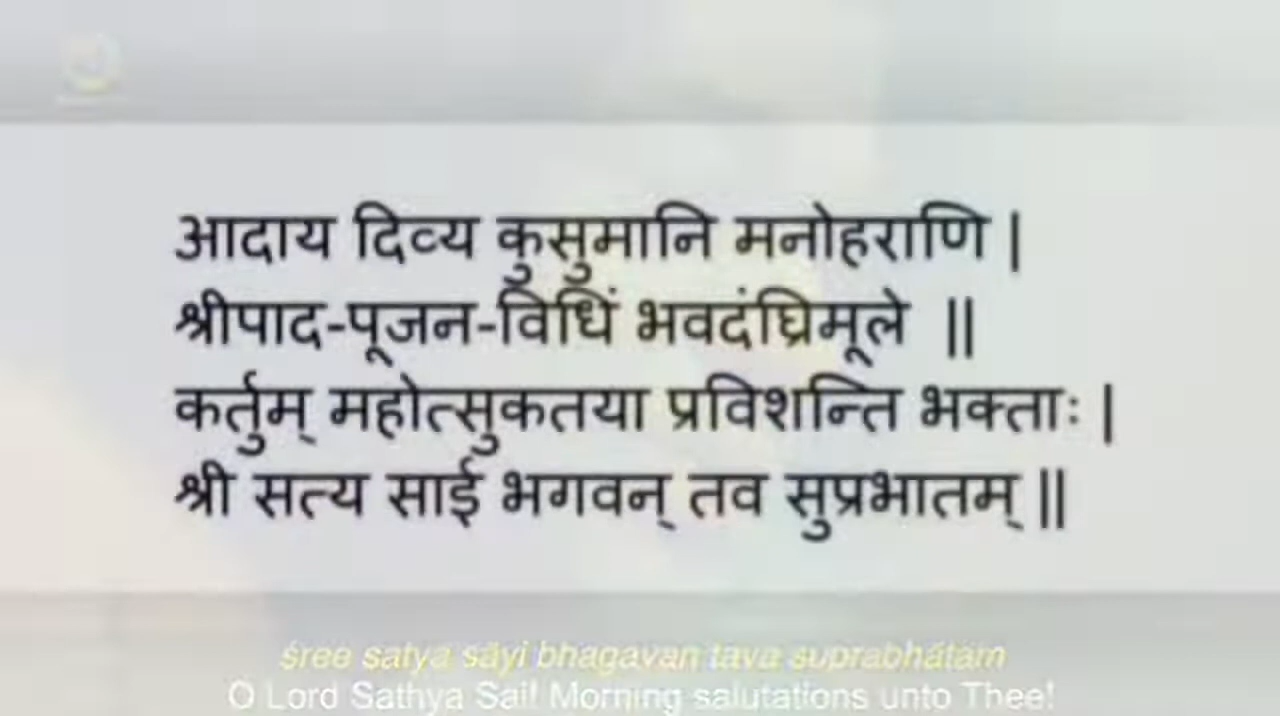 आदाय दिव्य कुसुमानि मनोहराणि |
श्रीपाद-पूजन-विधिं भवदंघ्रिमूले ||
कर्तुम् महोत्सुकतया प्रविशन्ति भक्ताः |
श्री सत्य साई भगवन् तव सुप्रभातम् ||
śree satya sāyi bhagavan tava suprabhātam
O Lord Sathya Sai! Morning salutations unto Thee!